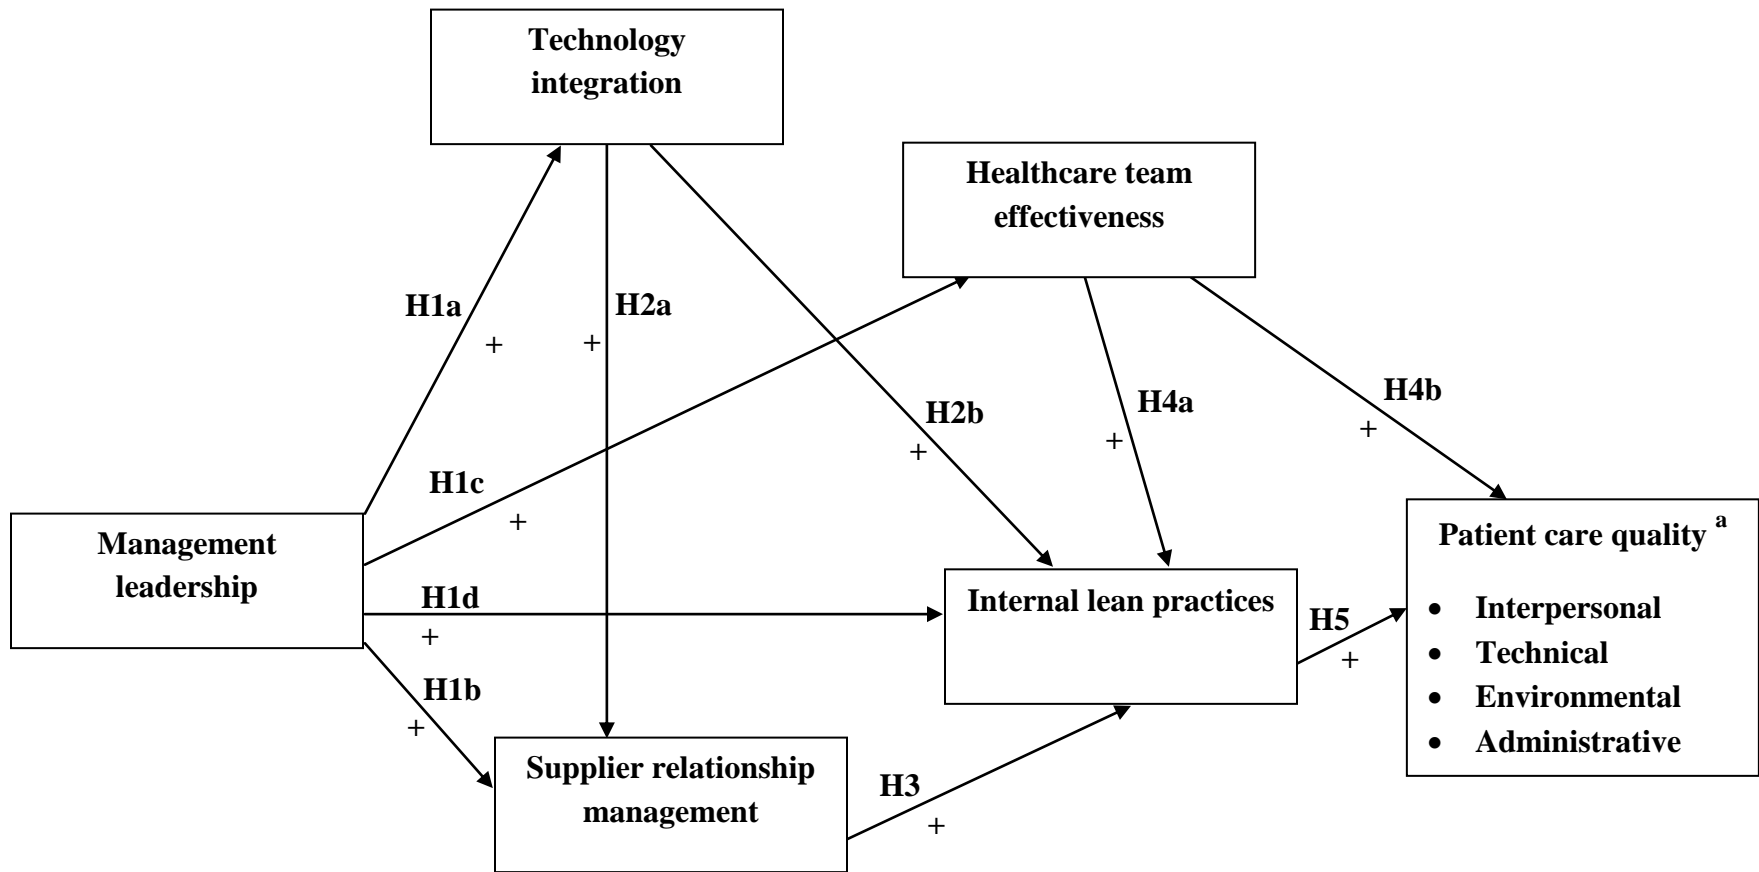 Technology
integration
Healthcare team
effectiveness
H1a
+
H2a
+
H2b
+
H4a
+
H4b
+
H1c
+
Management
leadership
H1d
+
H1b
+
Internal lean practices
H5
+
Patient care quality a
• Interpersonal
• Technical
• Environmental
• Administrative
Supplier relationship
management
H3
+